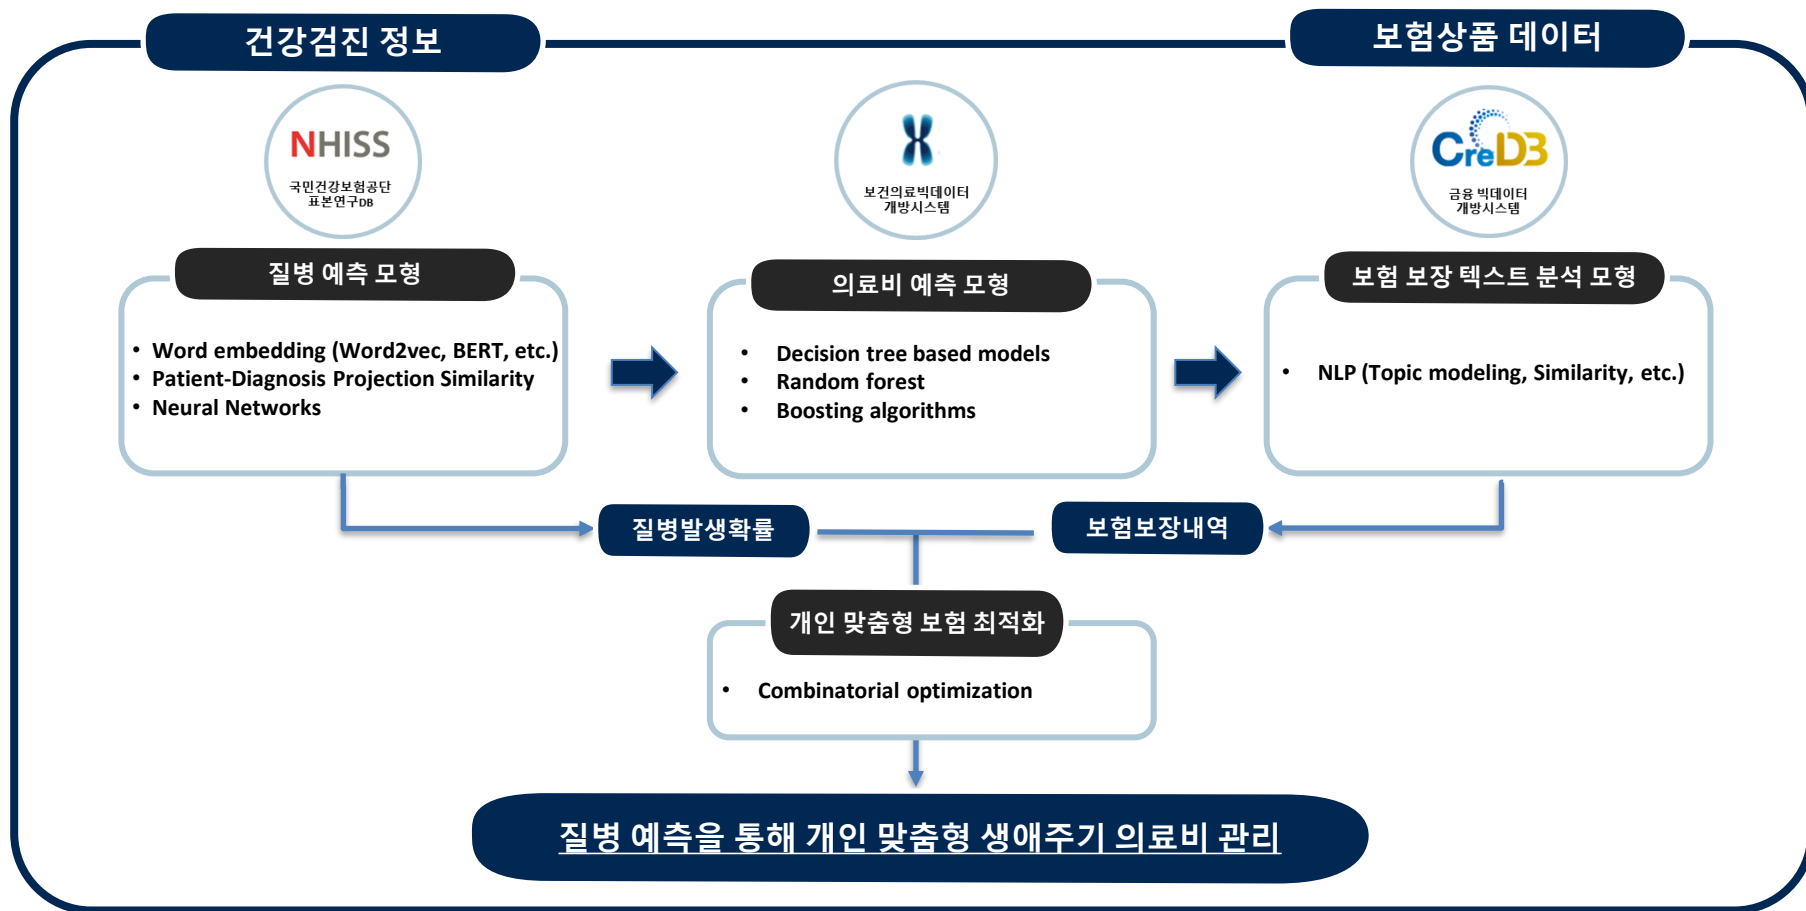 건강검진 정보
보험상품 데이터
NHISS
국민건강보험공단
표본연구DB
보건의료빅데이터
개방시스템
CreDB
금융 빅데이터
개방시스템
질병 예측 모형
• Word embedding (Word2vec, BERT, etc.)
• Patient-Diagnosis Projection Similarity
• Neural Networks
의료비 예측 모형
• Decision tree based models
• Random forest
• Boosting algorithms
보험 보장 텍스트 분석 모형
• NLP (Topic modeling, Similarity, etc.)
질병발생확률
보험보장내역
개인 맞춤형 보험 최적화
• Combinatorial optimization
질병 예측을 통해 개인 맞춤형 생애주기 의료비 관리